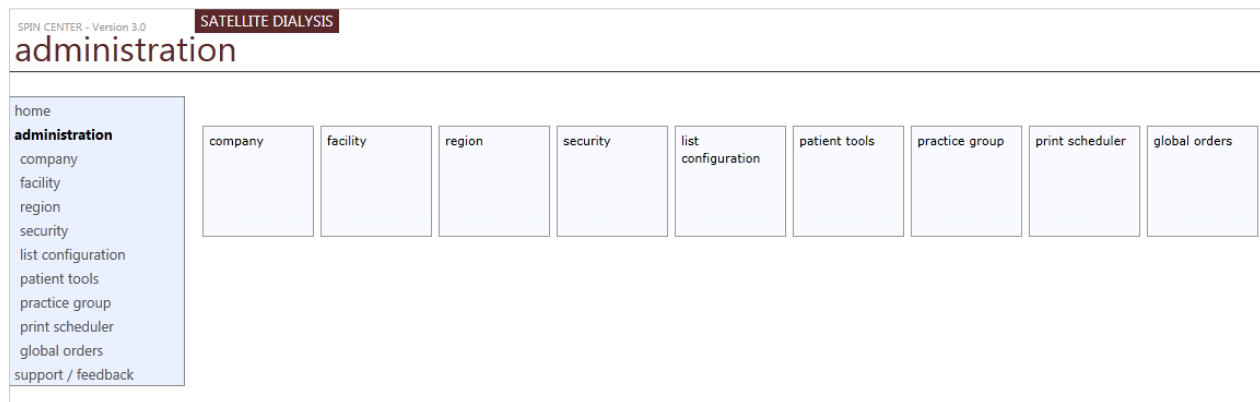 SPIN CENTER - Version 3.0
SATELLITE DIALYSIS
administration
home
administration
company
facility
region
security
list configuration
patient tools
practice group
print scheduler
global orders
support / feedback
company
facility
region
security
list
configuration
patient tools
practice group
print scheduler
global orders